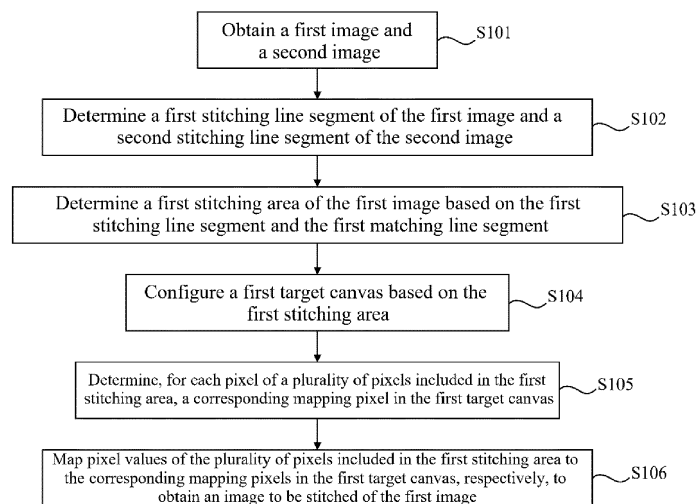 Obtain a first image and
a second image
S101
Determine a first stitching line segment of the first image and a
second stitching line segment of the second image
S102
Determine a first stitching area of the first image based on the first
stitching line segment and the first matching line segment
S103
Configure a first target canvas based on the
first stitching area
S104
Determine, for each pixel of a plurality of pixels included in the first
stitching area, a corresponding mapping pixel in the first target canvas
S105
Map pixel values of the plurality of pixels included in the first stitching area to
the corresponding mapping pixels in the first target canvas, respectively, to
obtain an image to be stitched of the first image
S106